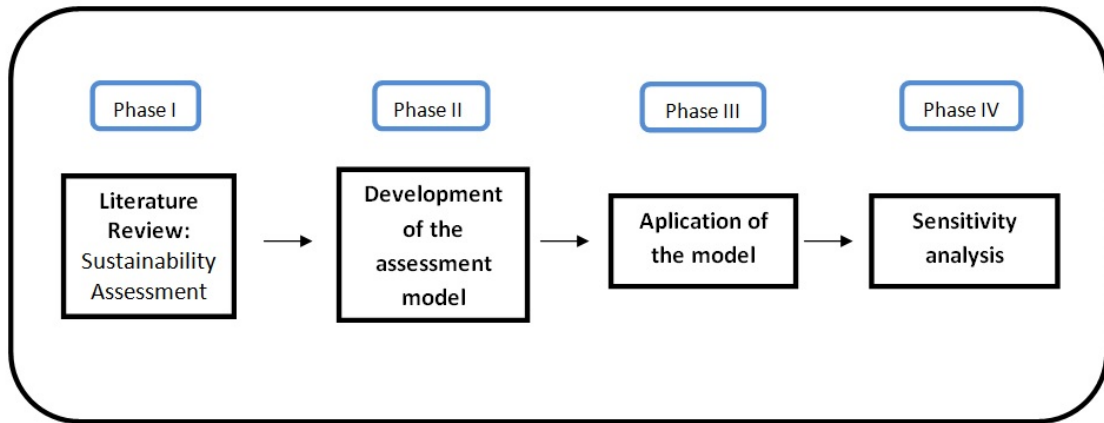 Phase I
Phase II
Phase III
Phase IV
Literature
Review:
Sustainability
Assessment
Development
of the
assessment
model
Aplication of
the model
Sensitivity
analysis